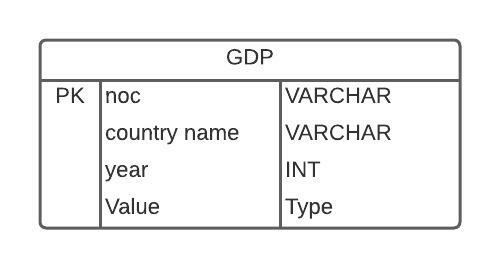 GDP
PK noc VARCHAR
country name VARCHAR
year INT
Value Type